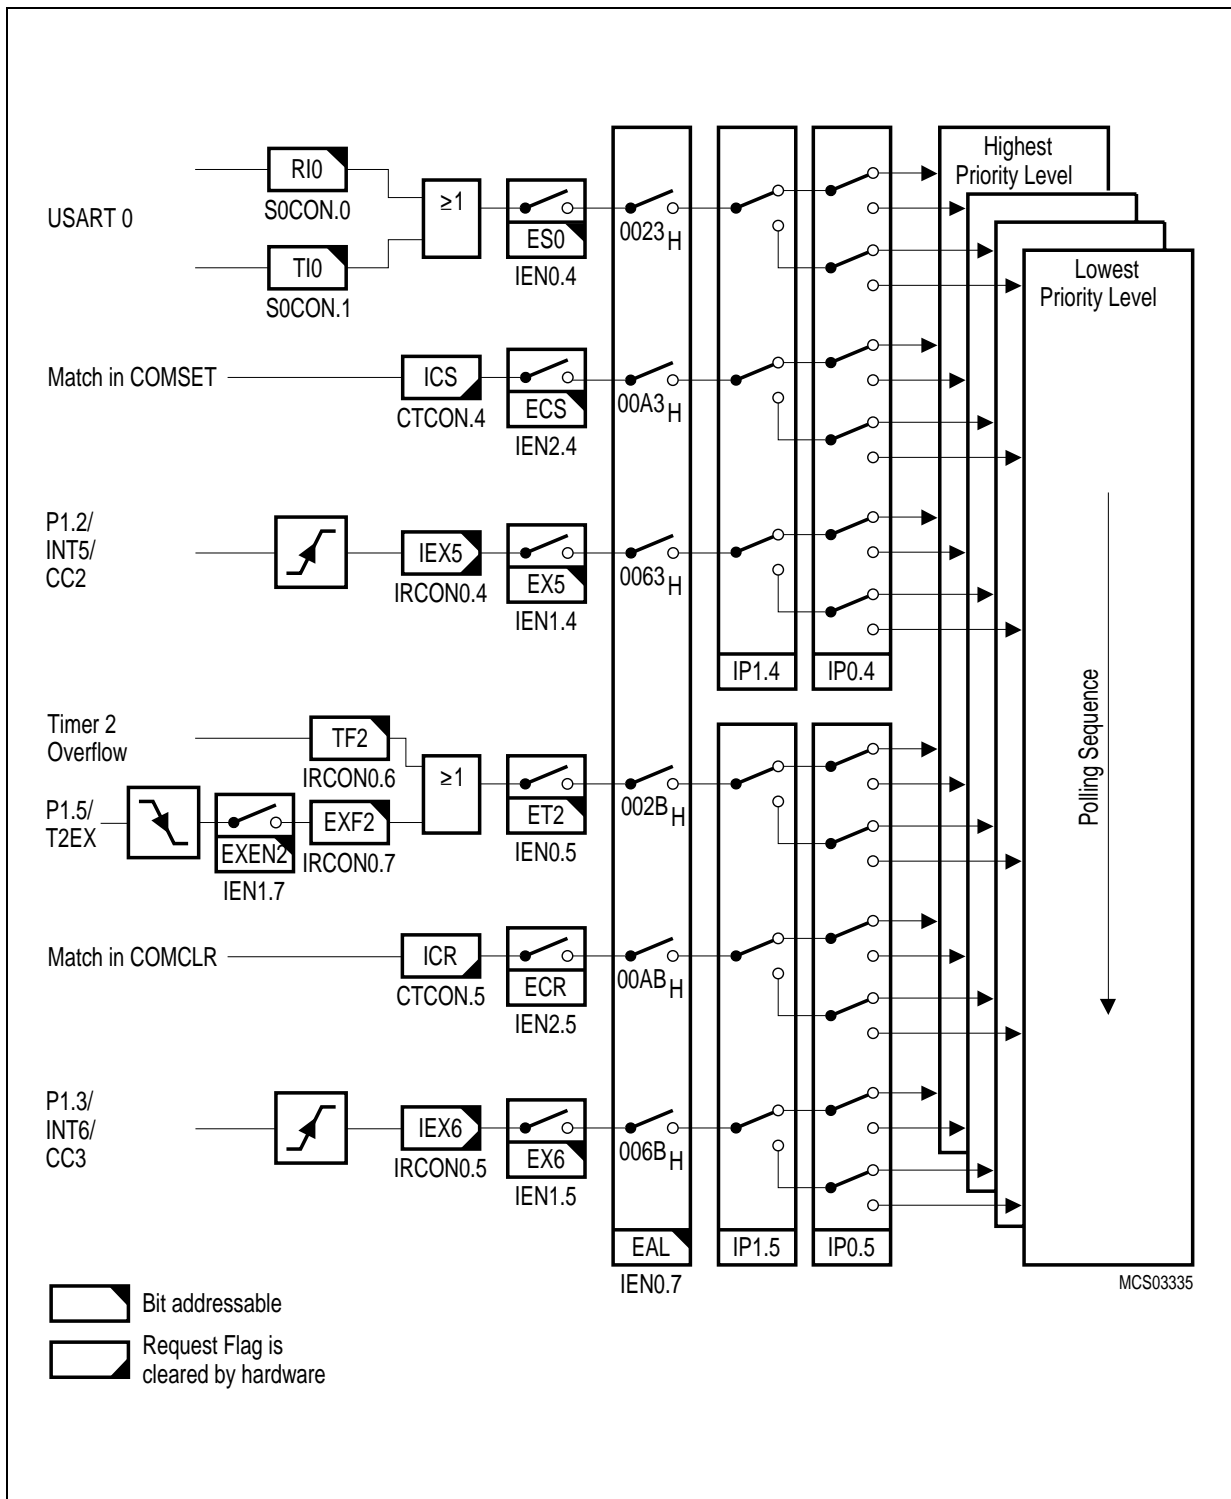 Highest
Priority Level
Lowest
Priority Level
USART 0
RI0
S0CON.0
TI0
S0CON.1
≥1
ES0
IEN0.4
0023H
Match in COMSET
ICS
CTCON.4
ECS
IEN2.4
00A3H
P1.2/
INT5/
CC2
IEX5
IRCON0.4
EX5
IEN1.4
0063H
IP1.4
IP0.4
Timer 2
Overflow
TF2
IRCON0.6
P1.5/
T2EX
EXEN2
IEN1.7
EXF2
IRCON0.7
≥1
ET2
IEN0.5
002BH
Polling Sequence
Match in COMCLR
ICR
CTCON.5
ECR
IEN2.5
00ABH
P1.3/
INT6/
CC3
IEX6
IRCON0.5
EX6
IEN1.5
006BH
EAL
IEN0.7
IP1.5
IP0.5
MCS03335
Bit addressable
Request Flag is
cleared by hardware